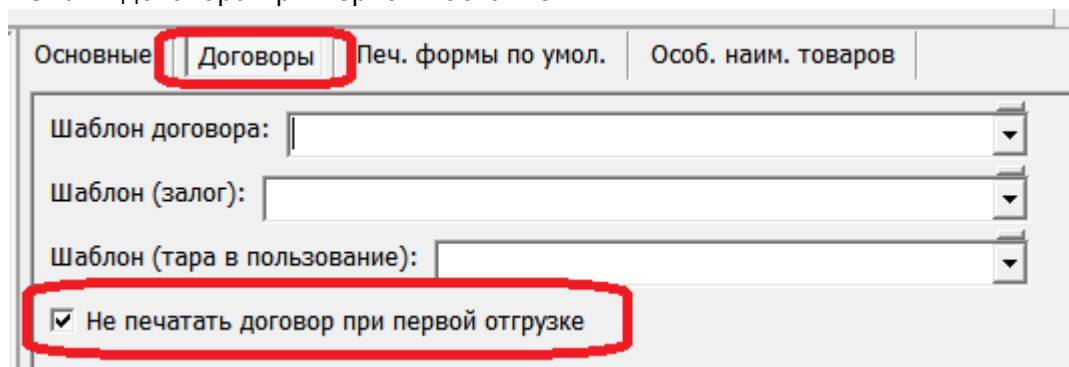 Основные Договоры Печ. формы по умол. Особ. наим. товаров
Шаблон договора:
Шаблон (залог):
Шаблон (тара в пользование):
Не печатать договор при первой отгрузке